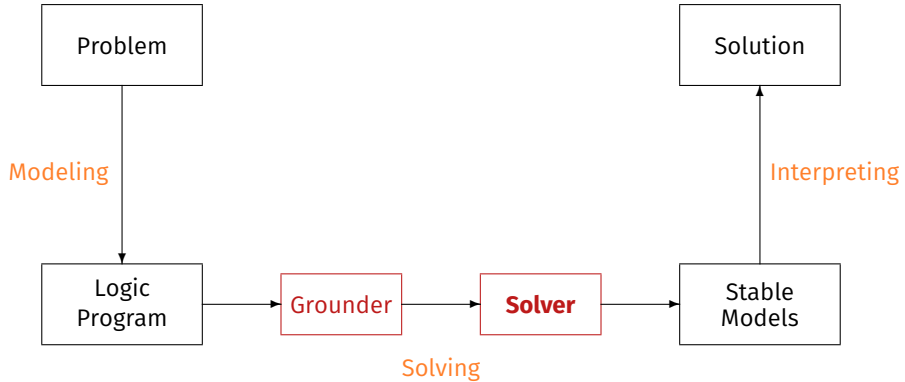 Problem
Solution
Modeling
Interpreting
Logic
Program
Grounder
Solver
Stable
Models
Solving